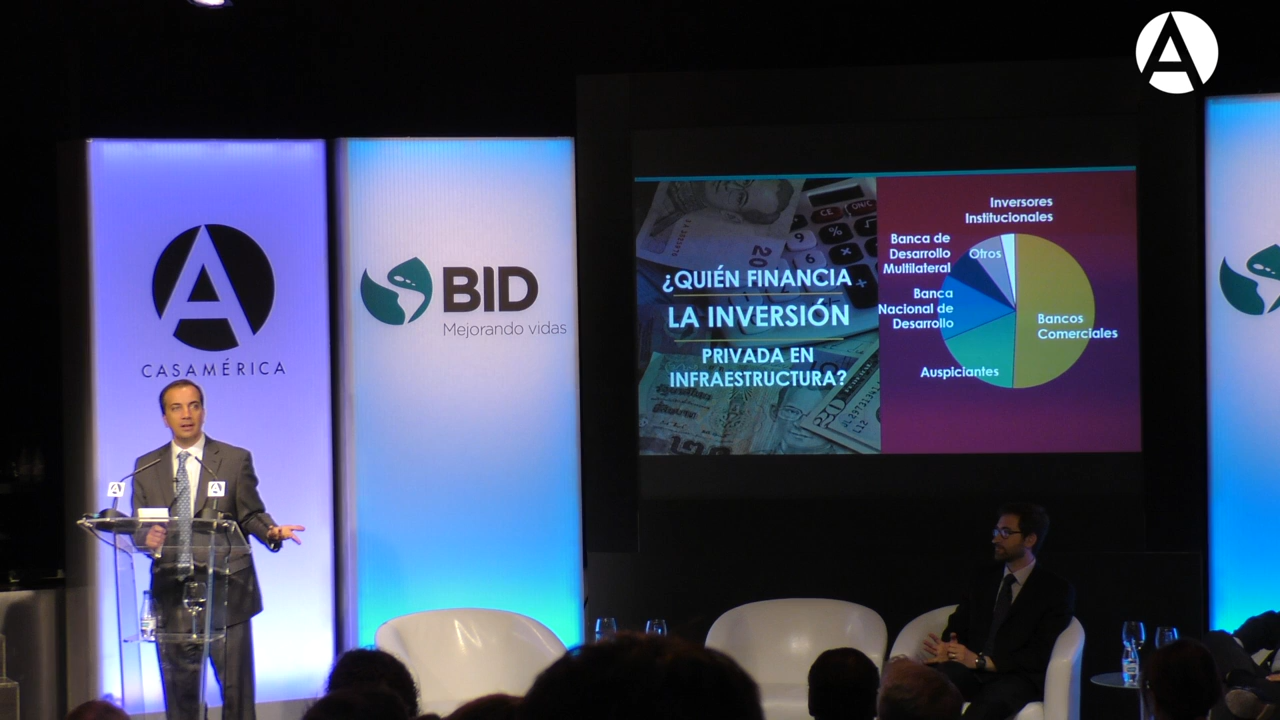 A
CASAMÉRICA
BID
Mejorando vidas
¿QUIÉN FINANCIA
LA INVERSIÓN
PRIVADA EN
INFRAESTRUCTURA?
Inversores
Institucionales
Otros
Banca de
Desarrollo
Multilateral
Banca
Nacional de
Desarrollo
Auspiciantes
Bancos
Comerciales
A
A
A